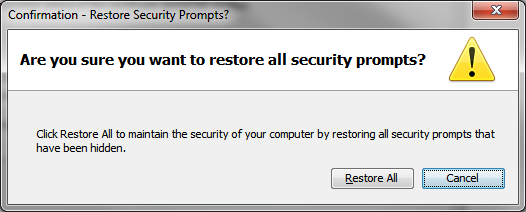 Confirmation - Restore Security Prompts?
Are you sure you want to restore all security prompts?
Click Restore All to maintain the security of your computer by restoring all security prompts that
have been hidden.
Restore All
Cancel